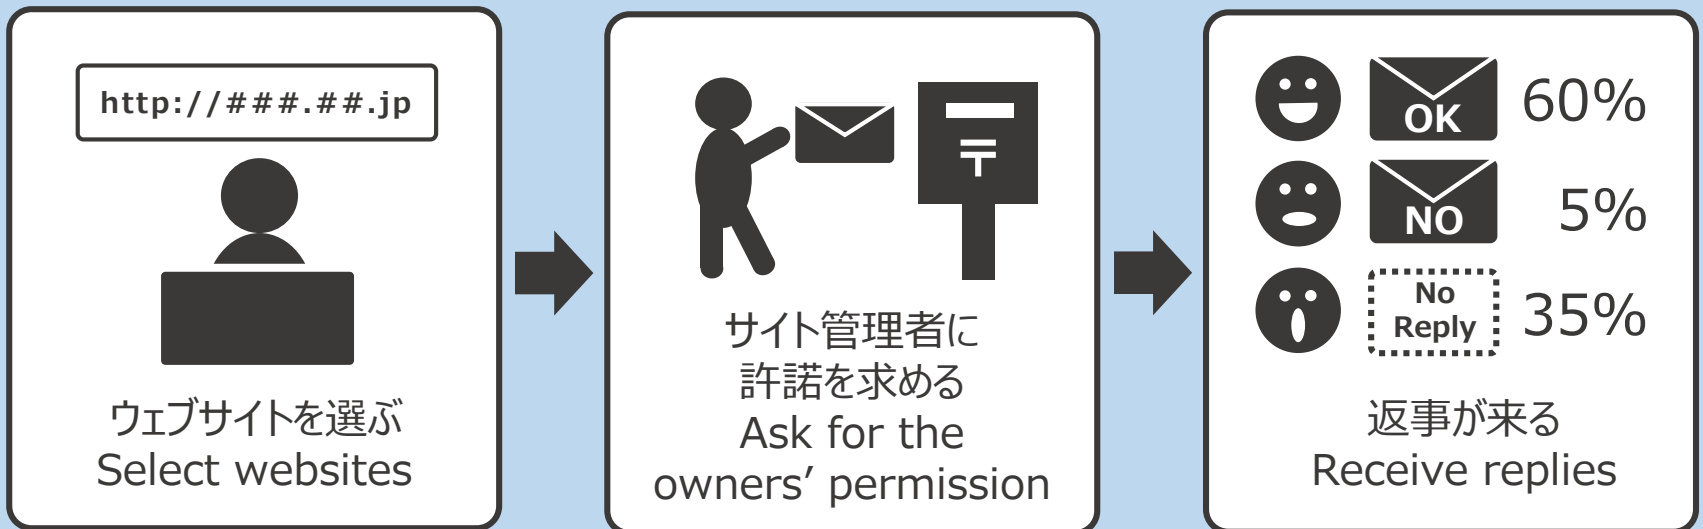 http://###.##.jp
ウェブサイトを選ぶ
Select websites
〒
サイト管理者に
許諾を求める
Ask for the
owners’ permission
OK 60%
NO 5%
No
Reply 35%
返事が来る
Receive replies